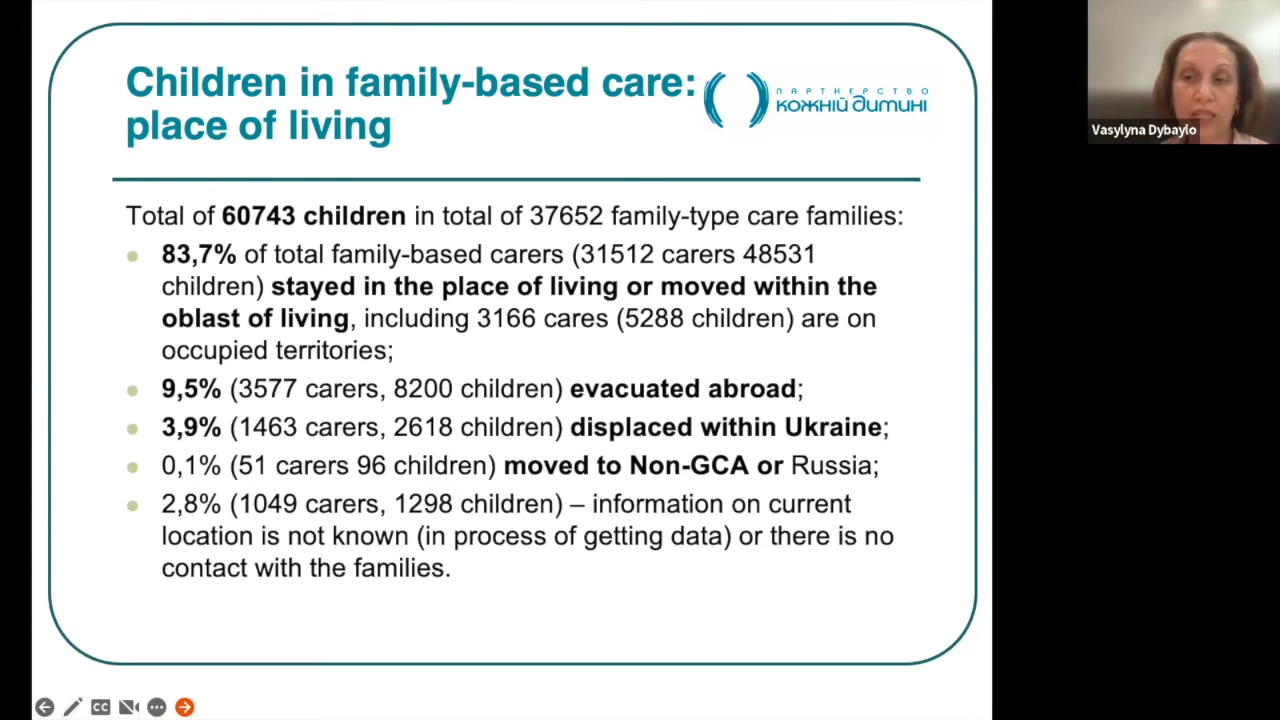 Children in family-based care:
place of living
ПАРТНЕРСТВО
КОЖНІЙ ДИТИНІ
Total of 60743 children in total of 37652 family-type care families:
83,7% of total family-based carers (31512 carers 48531
children) stayed in the place of living or moved within the
oblast of living, including 3166 cares (5288 children) are on
occupied territories;
9,5% (3577 carers, 8200 children) evacuated abroad;
3,9% (1463 carers, 2618 children) displaced within Ukraine;
0,1% (51 carers 96 children) moved to Non-GCA or Russia;
2,8% (1049 carers, 1298 children) – information on current
location is not known (in process of getting data) or there is no
contact with the families.
Vasylyna Dybaylo
CC